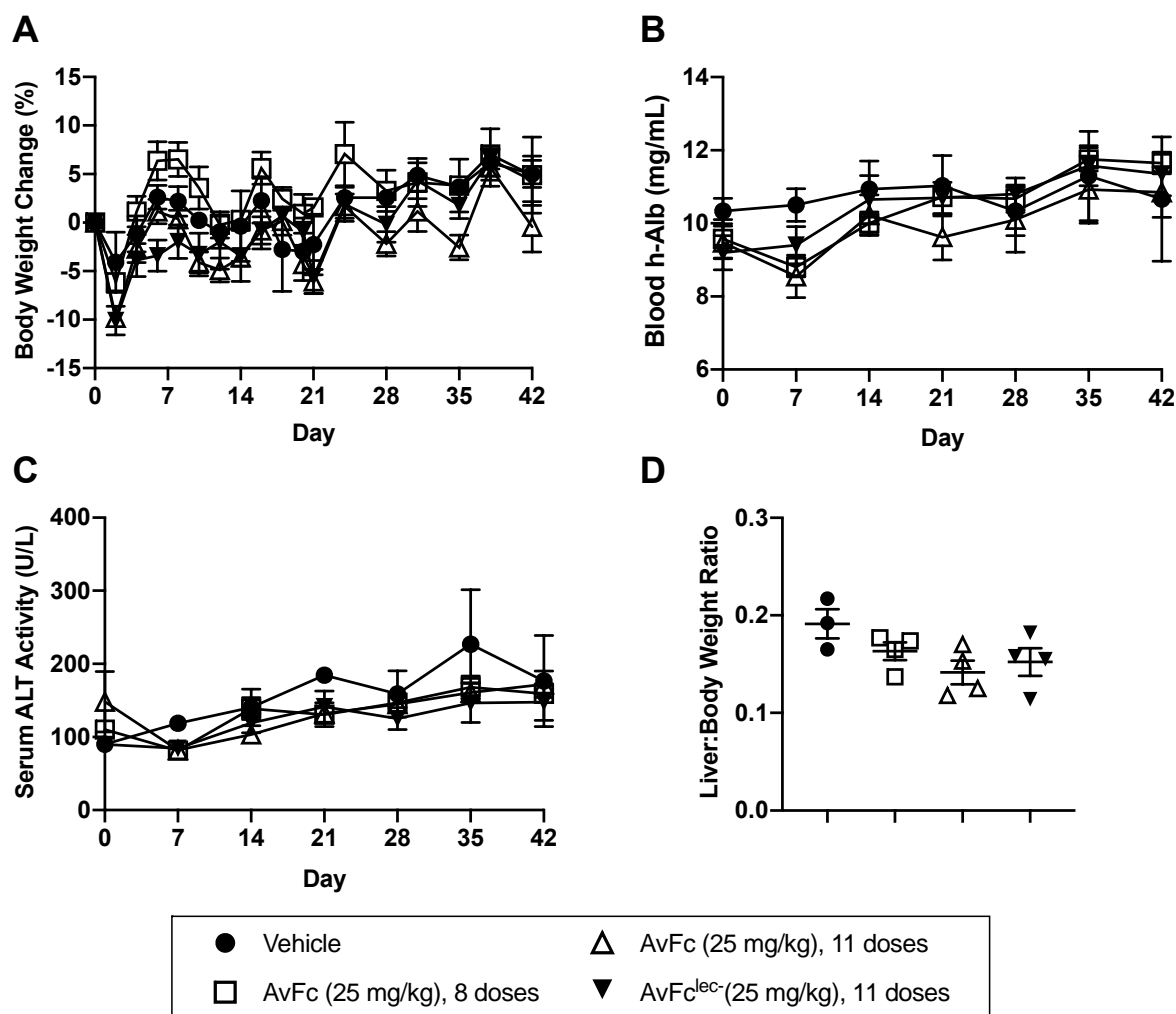 A
Body Weight Change (%)
15
10
5
0
-5
-10
-15
0 7 14 21 28 35 42
Day
B
Blood h-Alb (mg/mL)
14
12
10
8
6
0 7 14 21 28 35 42
Day
C
Serum ALT Activity (U/L)
400
300
200
100
0
0 7 14 21 28 35 42
Day
D
Liver:Body Weight Ratio
0.3
0.2
0.1
0.0
Vehicle
AvFc (25 mg/kg), 8 doses
AvFc (25 mg/kg), 11 doses
AvFc^lec-(25 mg/kg), 11 doses